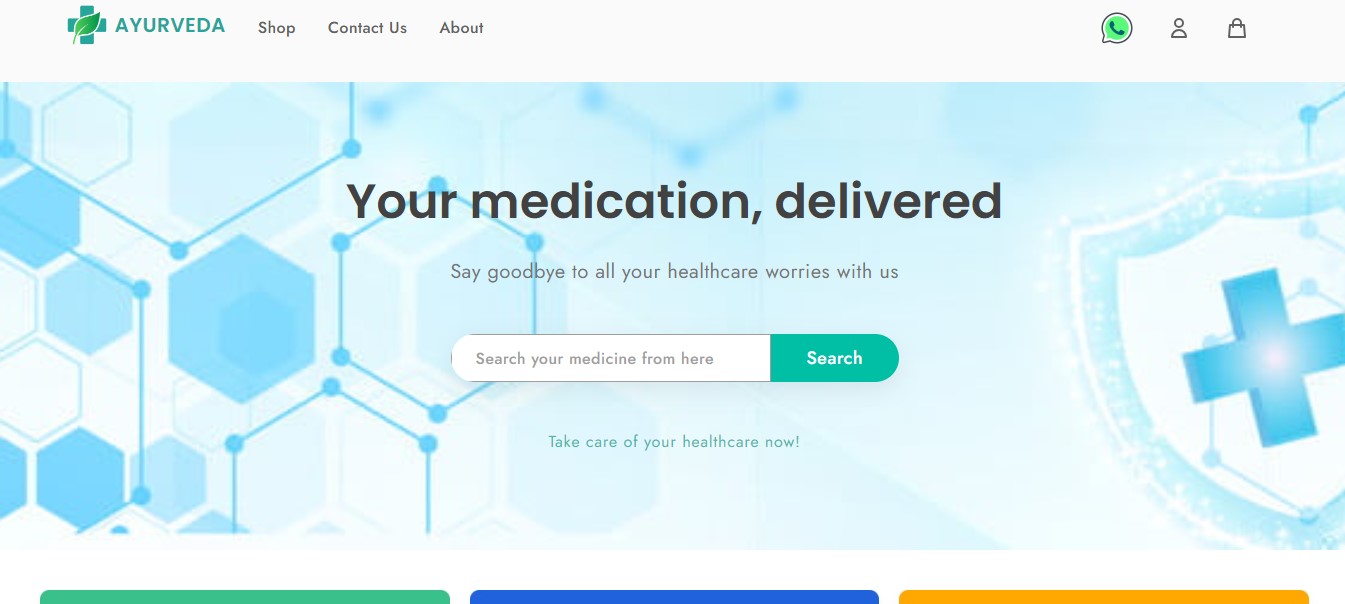 AYURVEDA
Shop
Contact Us
About
Your medication, delivered
Say goodbye to all your healthcare worries with us
Search your medicine from here
Search
Take care of your healthcare now!